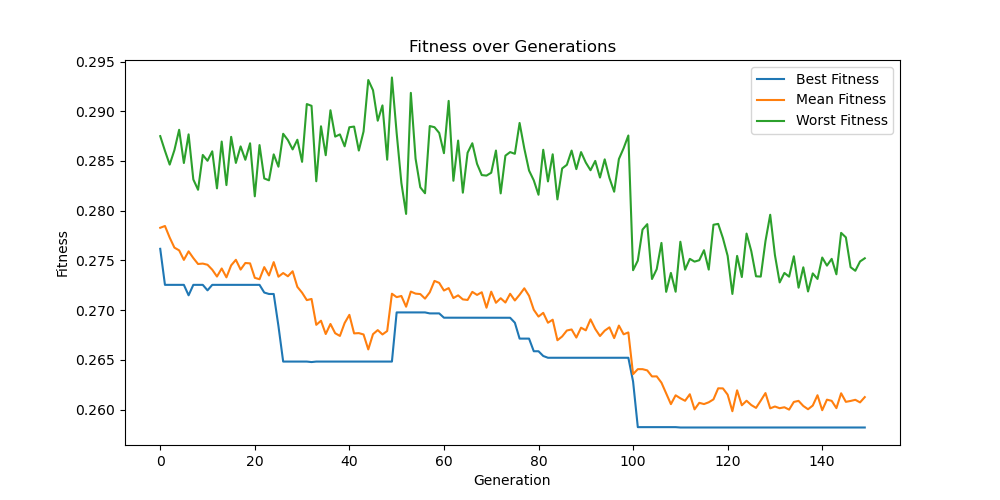 Fitness over Generations
0.295
0.290
0.285
0.280
0.275
0.270
0.265
0.260
Fitness
Best Fitness
Mean Fitness
Worst Fitness
0 20 40 60 80 100 120 140
Generation